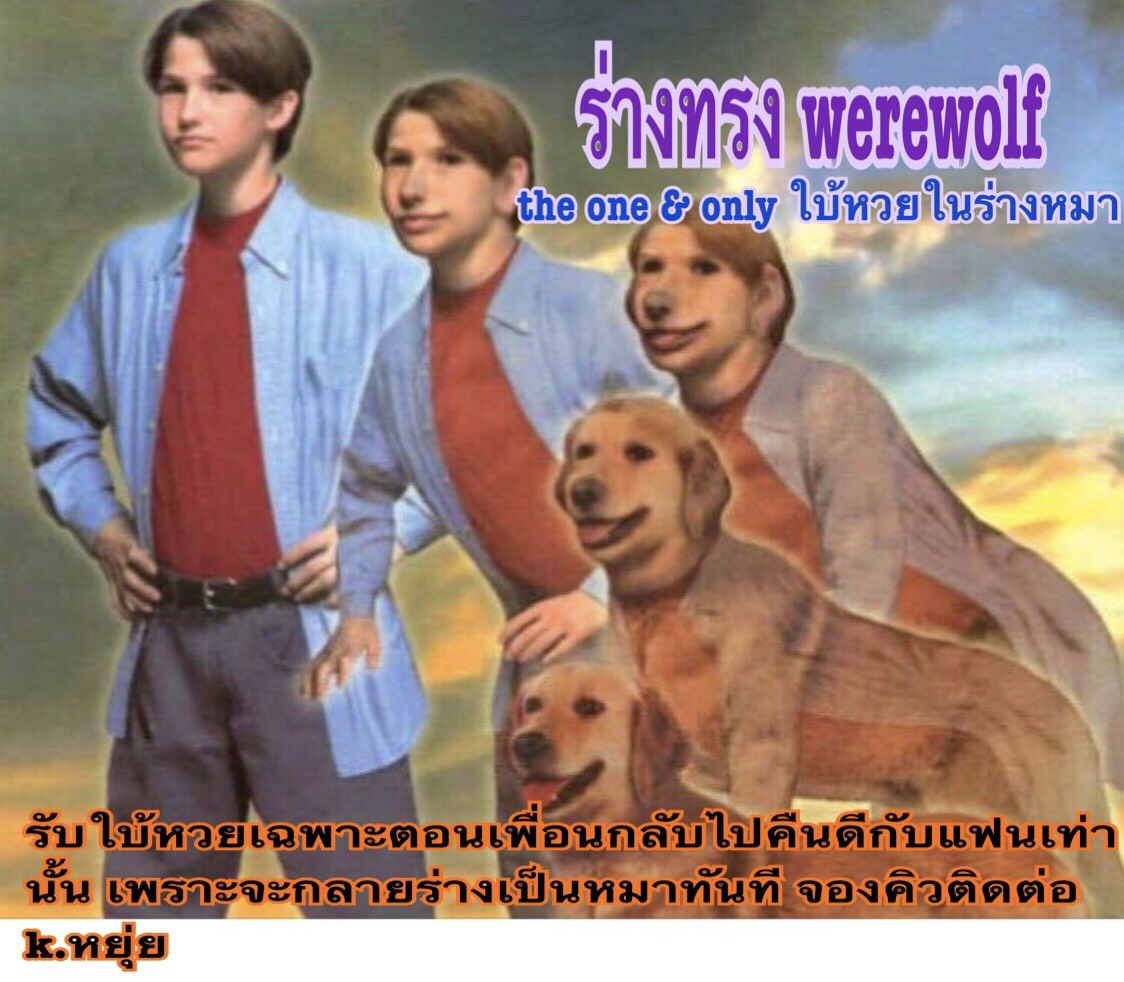 ร่างทรง werewolf
the one & only ใบ้หวยในร่างหมา
รับใบ้หวยเฉพาะตอนเพื่อนกลับไปคืนดีกับแฟนเท่า
นั้น เพราะจะกลายร่างเป็นหมาทันที จองคิวติดต่อ
k.หยุ่ย